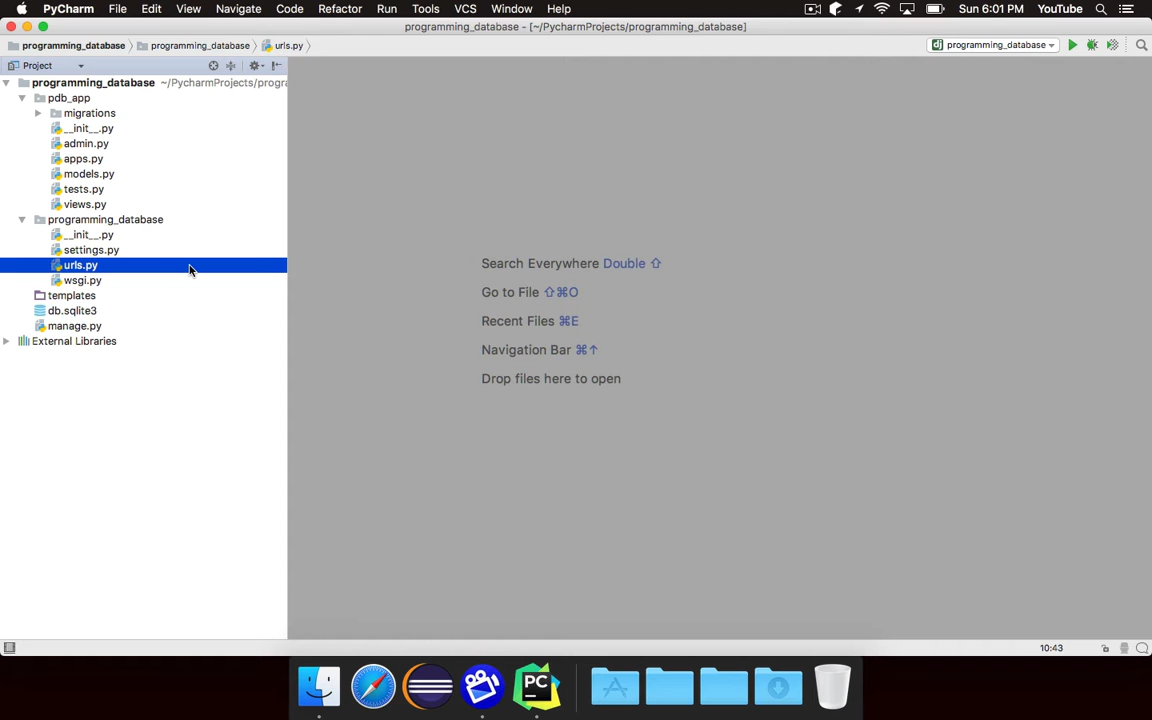 PyCharm File Edit View Navigate Code Refactor Run Tools VCS Window Help Sun 6:01 PM YouTube
programming_database - [~/PycharmProjects/programming_database]
programming_database programming_database urls.py programming_database
Project
programming_database ~/PycharmProjects/progra
pdb_app
migrations
__init__.py
admin.py
apps.py
models.py
tests.py
views.py
programming_database
__init__.py
settings.py
urls.py
wsgi.py
templates
db.sqlite3
manage.py
External Libraries
Search Everywhere Double ⇧
Go to File ⇧⌘O
Recent Files ⌘E
Navigation Bar ⌘↑
Drop files here to open
10:43
PC